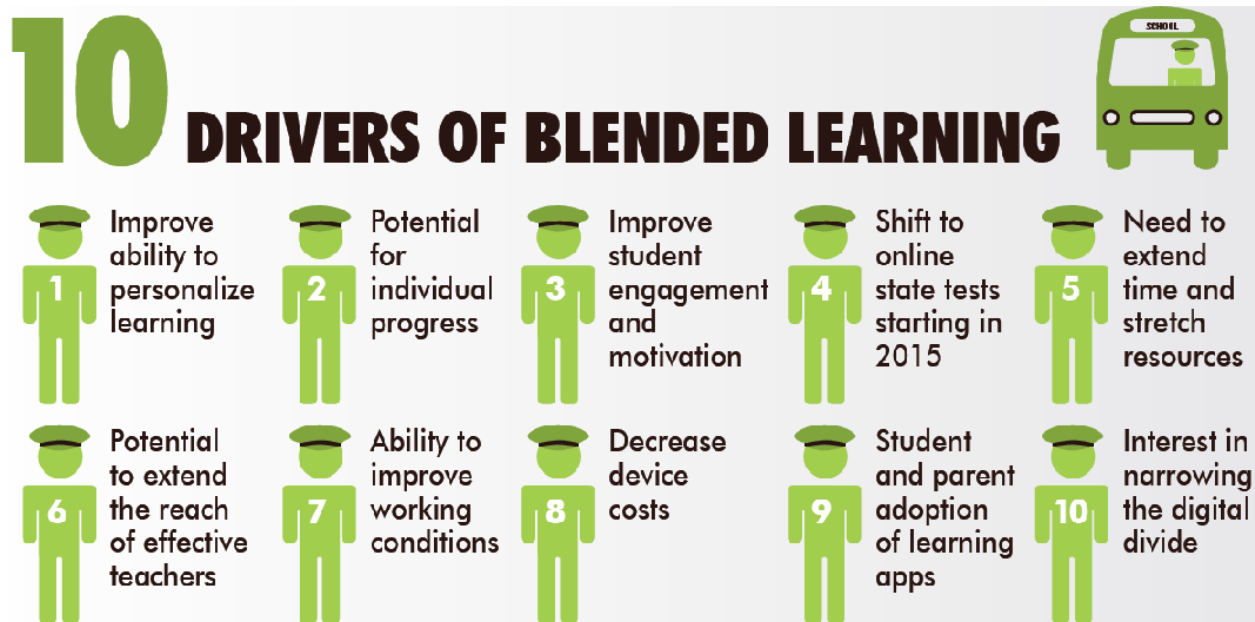 10
DRIVERS OF BLENDED LEARNING
SCHOOL
1
Improve
ability to
personalize
learning
2
Potential
for
individual
progress
3
Improve
student
engagement
and
motivation
4
Shift to
online
state tests
starting in
2015
5
Need to
extend
time and
stretch
resources
6
Potential
to extend
the reach
of effective
teachers
7
Ability to
improve
working
conditions
8
Decrease
device
costs
9
Student
and parent
adoption
of learning
apps
10
Interest in
narrowing
the digital
divide